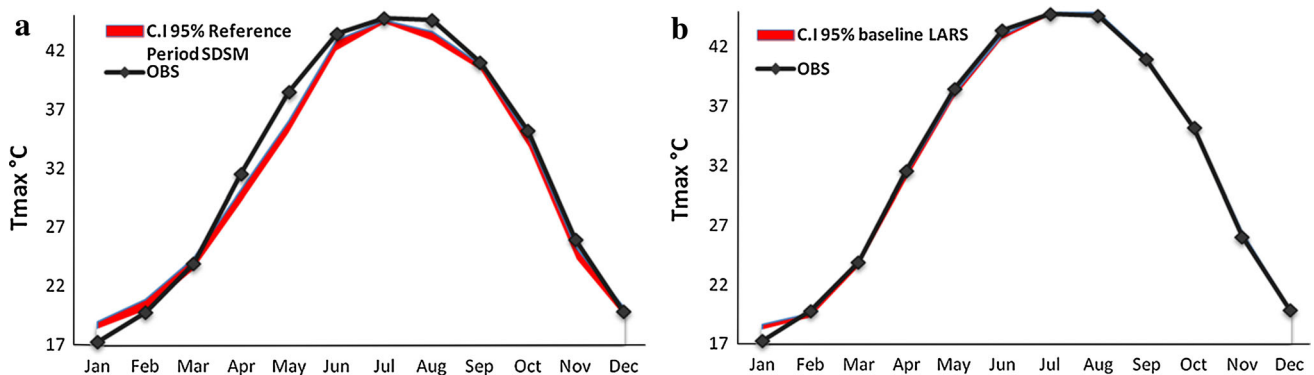 a
C.I 95% Reference
Period SDSM
OBS
Tmax °C
42
37
32
27
22
17
Jan Feb Mar Apr May Jun Jul Aug Sep Oct Nov Dec
b
C.I 95% baseline LARS
OBS
Tmax °C
42
37
32
27
22
17
Jan Feb Mar Apr May Jun Jul Aug Sep Oct Nov Dec